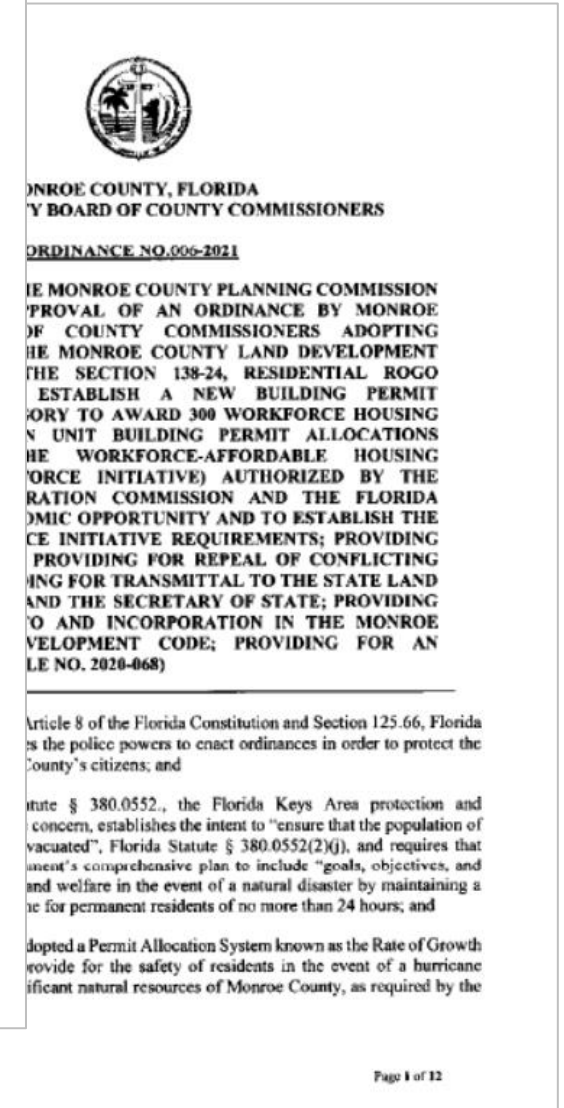 ONROE COUNTY, FLORIDA
Y BOARD OF COUNTY COMMISSIONERS
ORDINANCE NO.006-2021
IE MONROE COUNTY PLANNING COMMISSION
PPROVAL OF AN ORDINANCE BY MONROE
OF COUNTY COMMISSIONERS ADOPTING
HE MONROE COUNTY LAND DEVELOPMENT
THE SECTION 138-24, RESIDENTIAL ROGO
ESTABLISH A NEW BUILDING PERMIT
ORY TO AWARD 300 WORKFORCE HOUSING
N UNIT BUILDING PERMIT ALLOCATIONS
HE WORKFORCE-AFFORDABLE HOUSING
ORCE INITIATIVE) AUTHORIZED BY THE
RATION COMMISSION AND THE FLORIDA
OMIC OPPORTUNITY AND TO ESTABLISH THE
CE INITIATIVE REQUIREMENTS; PROVIDING
PROVIDING FOR REPEAL OF CONFLICTING
ING FOR TRANSMITTAL TO THE STATE LAND
AND THE SECRETARY OF STATE; PROVIDING
O AND INCORPORATION IN THE MONROE
VELOPMENT CODE; PROVIDING FOR AN
LE NO. 2020-068)
Article 8 of the Florida Constitution and Section 125.66, Florida
es the police powers to enact ordinances in order to protect the
County's citizens; and
tute § 380.0552., the Florida Keys Area protection and
concern, establishes the intent to "ensure that the population of
vacuated", Florida Statute § 380.0552(2)(j), and requires that
ment's comprehensive plan to include "goals, objectives, and
and welfare in the event of a natural disaster by maintaining a
ne for permanent residents of no more than 24 hours; and
dopted a Permit Allocation System known as the Rate of Growth
rovide for the safety of residents in the event of a hurricane
ificant natural resources of Monroe County, as required by the
Page 1 of 12